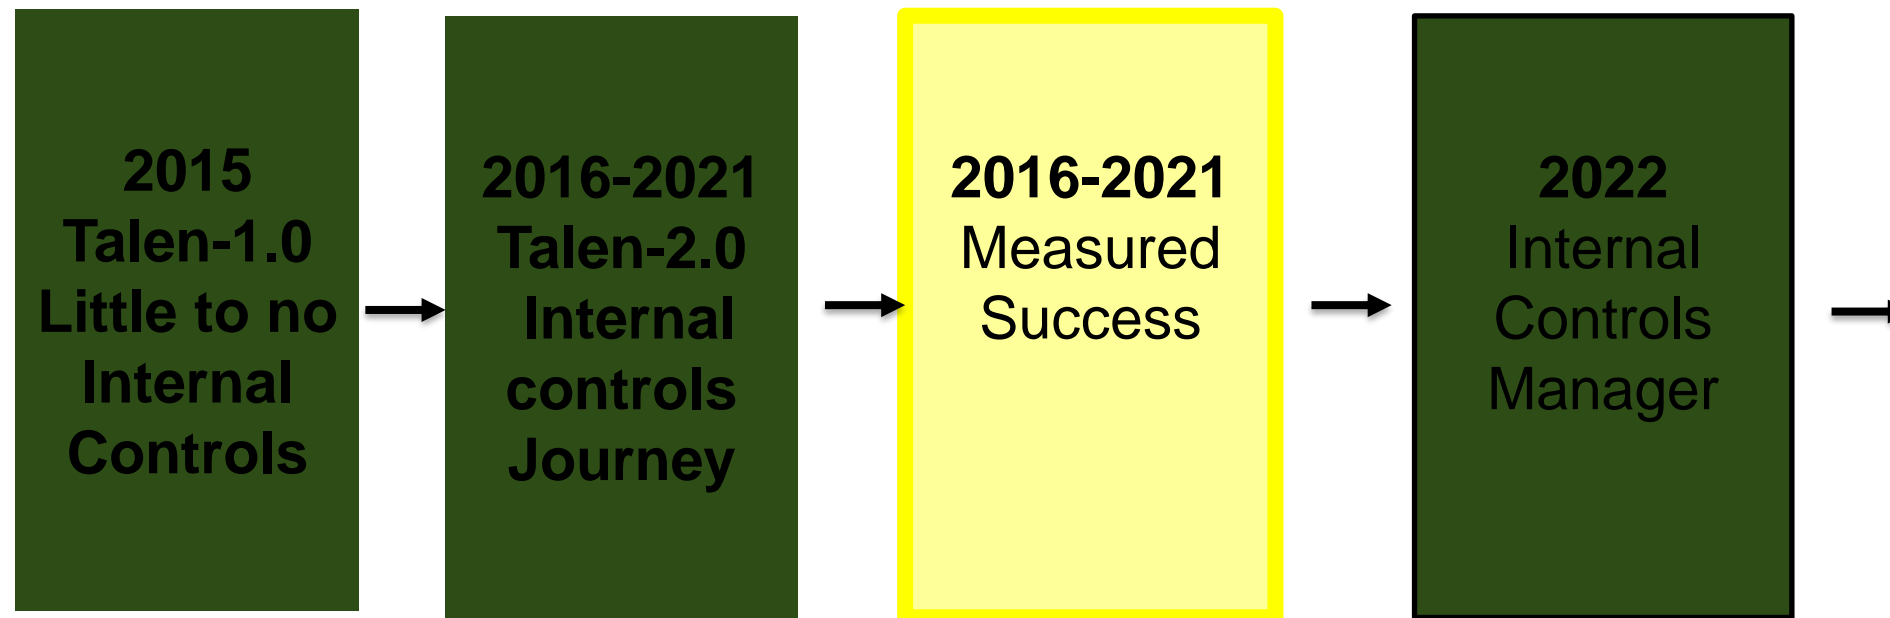 2015
Talen-1.0
Little to no
Internal
Controls
2016-2021
Talen-2.0
Internal
controls
Journey
2016-2021
Measured
Success
2022
Internal
Controls
Manager